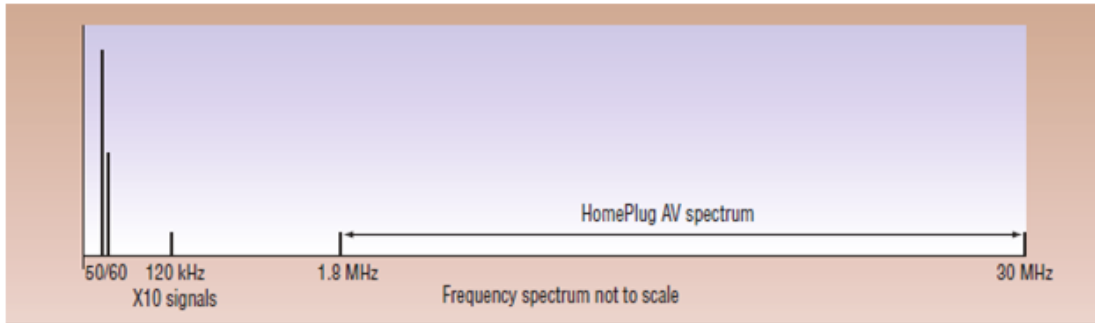 HomePlug AV spectrum
50/60 120 kHz 1.8 MHz 30 MHz
X10 signals
Frequency spectrum not to scale